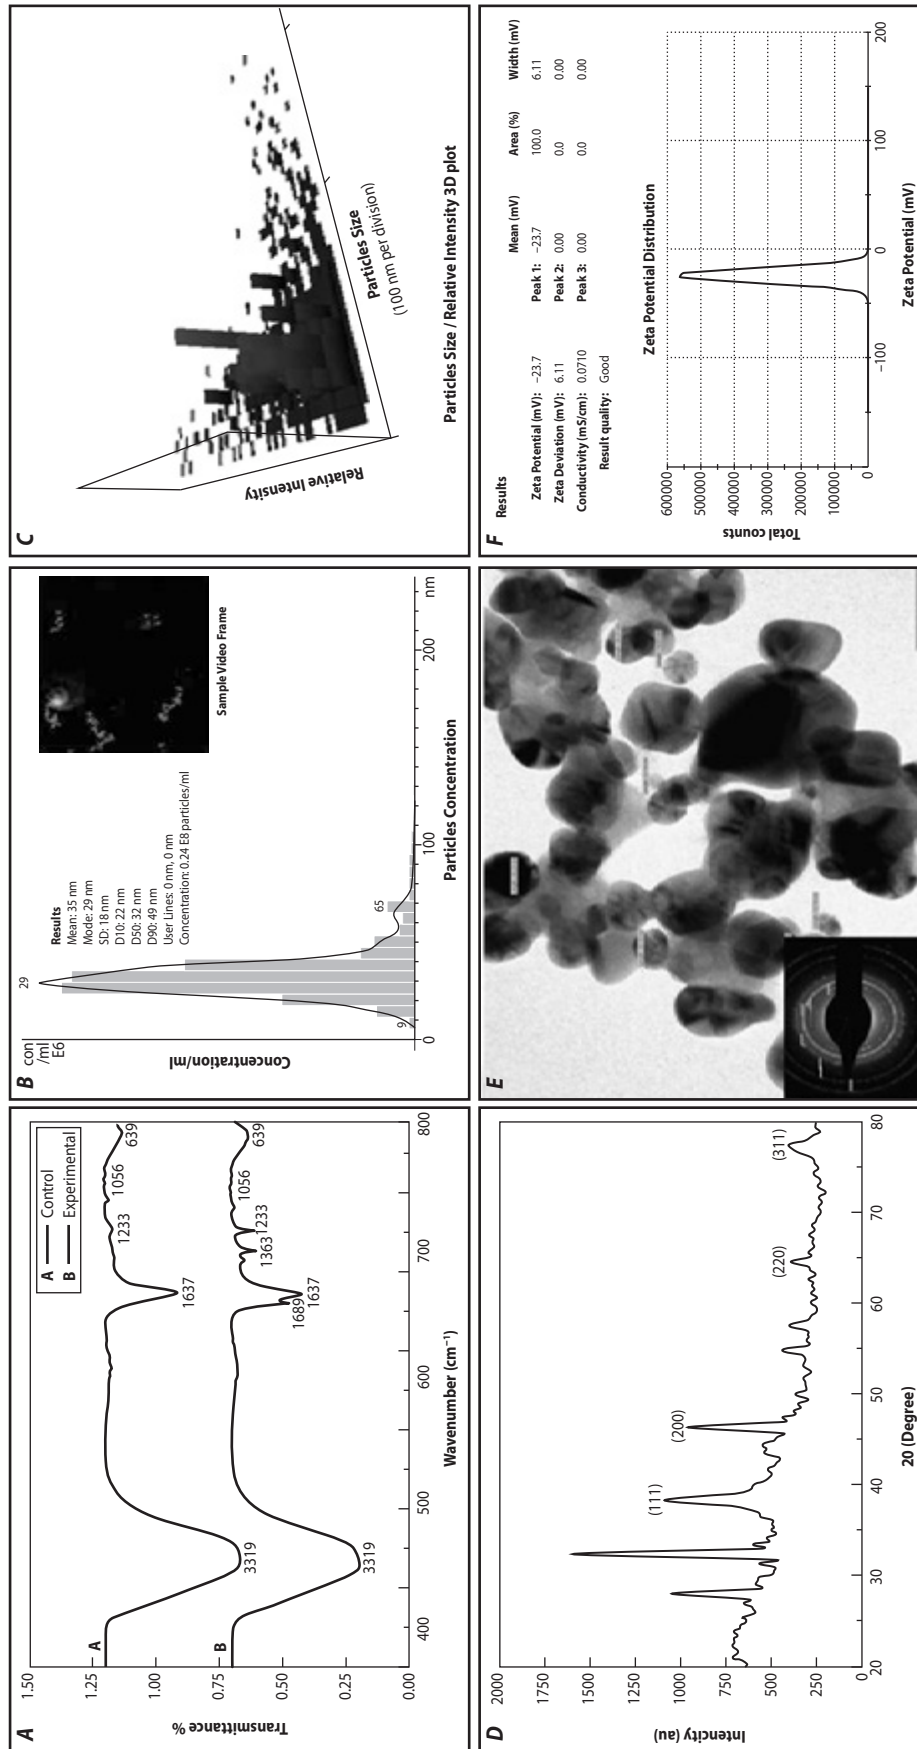 A
Transmittance %
1.50
1.25
1.00
0.75
0.50
0.25
0.00
A Control
B Experimental
A
3319
1637
1233
1056
639
B
3319
1689
1637
1363
1233
1056
639
400
500
600
700
800
Wavenumber (cm⁻¹)
B
con
/ml
E6
Concentration/ml
9
29
65
Results
Mean: 35 nm
Mode: 29 nm
SD: 18 nm
D10: 22 nm
D50: 32 nm
D90: 49 nm
User Lines: 0 nm, 0 nm
Concentration: 0.24 E8 particles/ml
Sample Video Frame
0
100
200
nm
Particles Concentration
C
Relative Intensity
Particles Size
(100 nm per division)
Particles Size / Relative Intensity 3D plot
D
Intencity (au)
2000
1750
1500
1250
1000
750
500
250
0
(111)
(200)
(220)
(311)
20
30
40
50
60
70
80
20 (Degree)
E
F
Results
Mean (mV) Area (%) Width (mV)
Zeta Potential (mV): −23.7 Peak 1: −23.7 100.0 6.11
Zeta Deviation (mV): 6.11 Peak 2: 0.00 0.0 0.00
Conductivity (mS/cm): 0.0710 Peak 3: 0.00 0.0 0.00
Result quality: Good
Zeta Potential Distribution
Total counts
600000
500000
400000
300000
200000
100000
0
−100
0
100
200
Zeta Potential (mV)